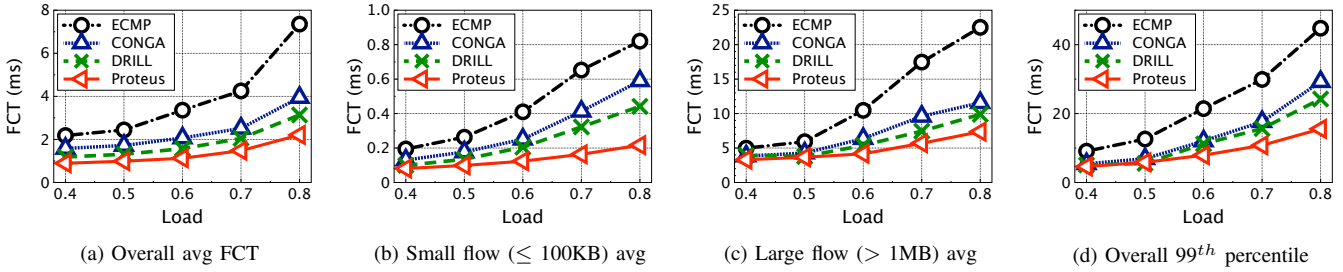 FCT (ms)
8
6
4
2
0
0.4 0.5 0.6 0.7 0.8
Load
ECMP
CONGA
DRILL
Proteus
(a) Overall avg FCT
FCT (ms)
1.0
0.8
0.6
0.4
0.2
0
0.4 0.5 0.6 0.7 0.8
Load
ECMP
CONGA
DRILL
Proteus
(b) Small flow (≤ 100KB) avg
FCT (ms)
25
20
15
10
5
0
0.4 0.5 0.6 0.7 0.8
Load
ECMP
CONGA
DRILL
Proteus
(c) Large flow (> 1MB) avg
FCT (ms)
40
20
0
0.4 0.5 0.6 0.7 0.8
Load
ECMP
CONGA
DRILL
Proteus
(d) Overall 99th percentile